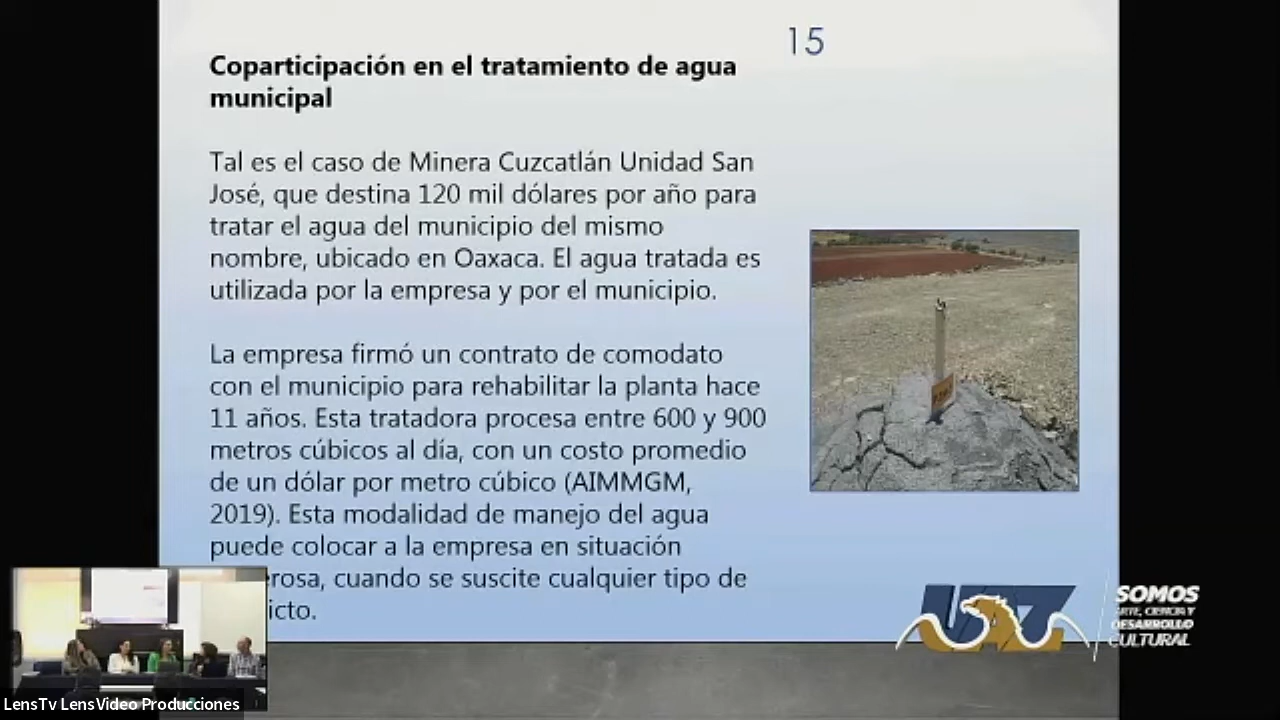 15
Coparticipación en el tratamiento de agua
municipal
Tal es el caso de Minera Cuzcatlán Unidad San
José, que destina 120 mil dólares por año para
tratar el agua del municipio del mismo
nombre, ubicado en Oaxaca. El agua tratada es
utilizada por la empresa y por el municipio.
La empresa firmó un contrato de comodato
con el municipio para rehabilitar la planta hace
11 años. Esta tratadora procesa entre 600 y 900
metros cúbicos al día, con un costo promedio
de un dólar por metro cúbico (AIMMGM,
2019). Esta modalidad de manejo del agua
puede colocar a la empresa en situación
erosa, cuando se suscite cualquier tipo de
icto.
UAZ
SOMOS
ARTE, CIENCIA Y
DESARROLLO
CULTURAL
LensTv LensVideo Producciones